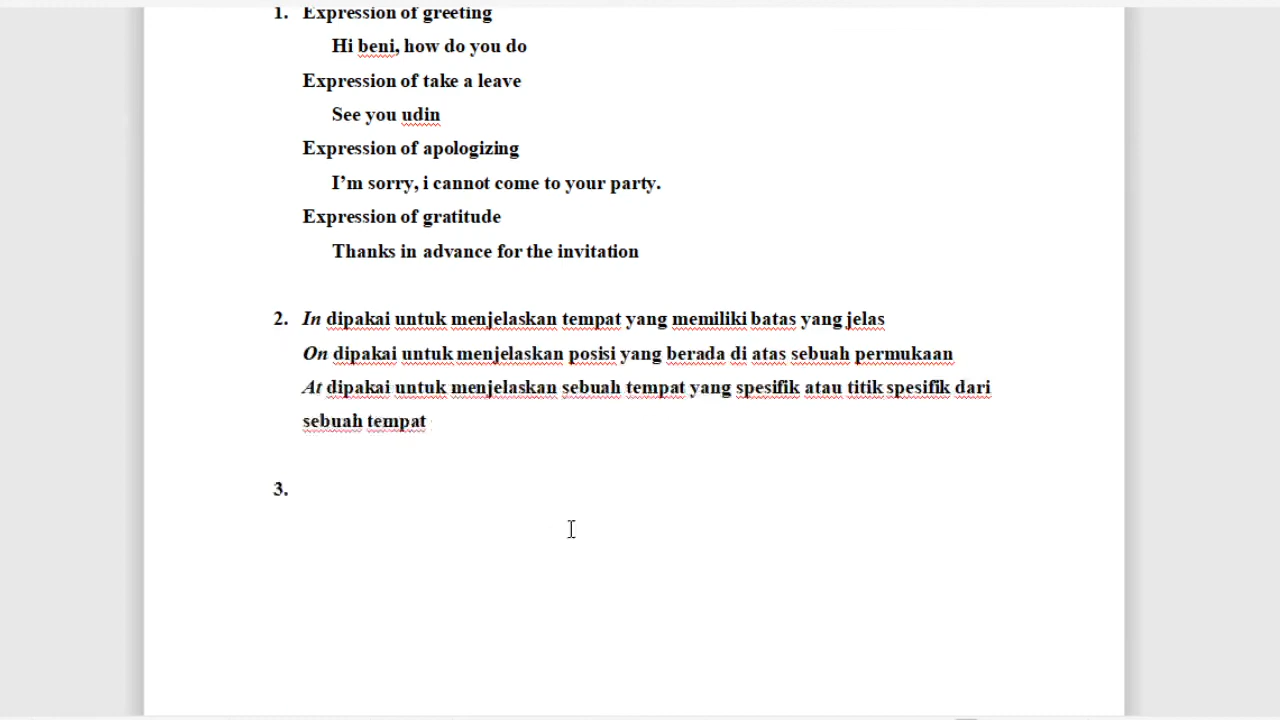 1. Expression of greeting
Hi beni, how do you do
Expression of take a leave
See you udin
Expression of apologizing
I’m sorry, i cannot come to your party.
Expression of gratitude
Thanks in advance for the invitation
2. In dipakai untuk menjelaskan tempat yang memiliki batas yang jelas
On dipakai untuk menjelaskan posisi yang berada di atas sebuah permukaan
At dipakai untuk menjelaskan sebuah tempat yang spesifik atau titik spesifik dari
sebuah tempat
3.